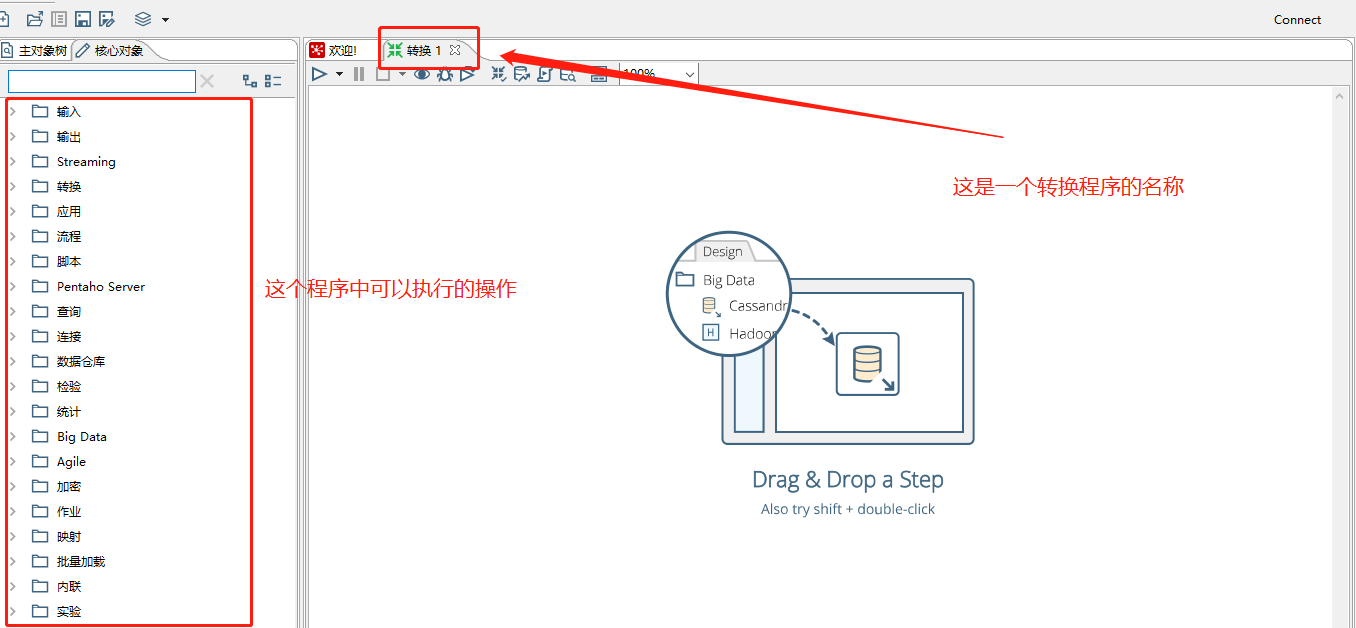 Connect
主对象树
核心对象
欢迎!
转换 1
100%
输入
输出
Streaming
转换
应用
流程
脚本
Pentaho Server
查询
连接
数据仓库
检验
统计
Big Data
Agile
加密
作业
映射
批量加载
内联
实验
这个程序中可以执行的操作
这是一个转换程序的名称
Design
Big Data
Cassandr
H
Hadoop
Drag & Drop a Step
Also try shift + double-click